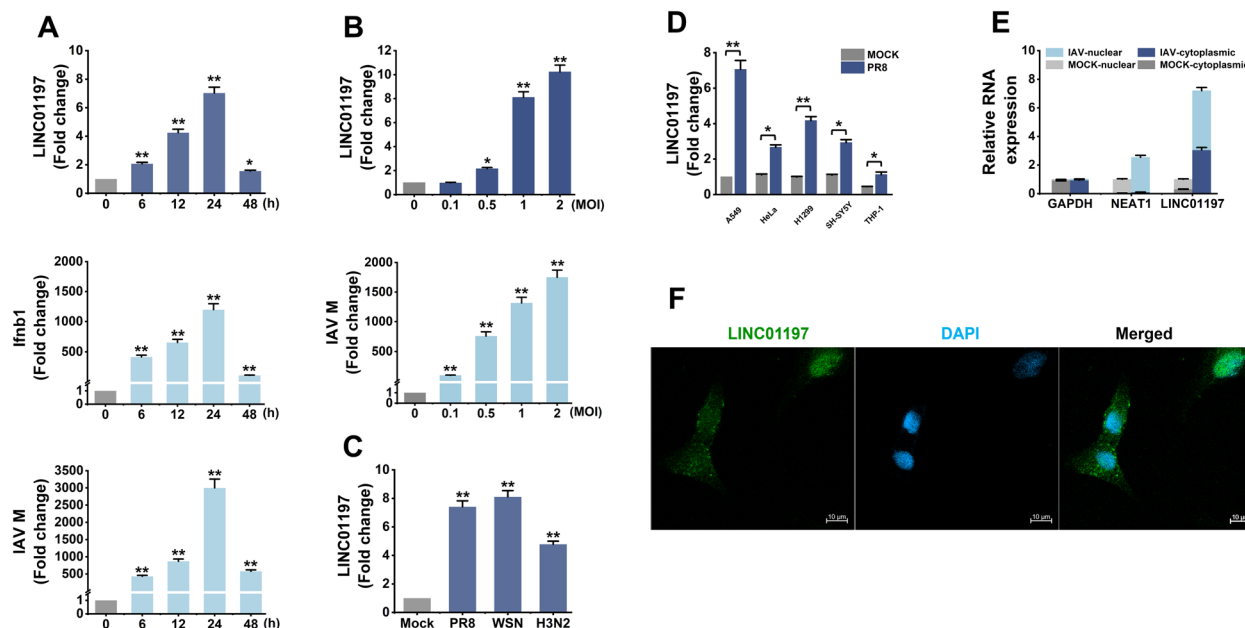 A
LINC01197
(Fold change)
10
8
6
4
2
0
**
**
**
*
0 6 12 24 48 (h)
Ifnb1
(Fold change)
2000
1500
1000
500
1
0
**
**
**
**
0 6 12 24 48 (h)
IAV M
(Fold change)
3500
3000
2500
2000
1500
1000
500
1
0
**
**
**
**
0 6 12 24 48 (h)
B
LINC01197
(Fold change)
12
10
8
6
4
2
0
*
**
**
0 0.1 0.5 1 2 (MOI)
IAV M
(Fold change)
2000
1500
1000
500
1
0
**
**
**
**
0 0.1 0.5 1 2 (MOI)
C
LINC01197
(Fold change)
10
8
6
4
2
0
**
**
**
Mock PR8 WSN H3N2
D
MOCK
PR8
LINC01197
(Fold change)
8
6
4
2
0
**
*
**
*
*
A549 HeLa H1299 SH-SY5Y THP-1
E
IAV-nuclear IAV-cytoplasmic
MOCK-nuclear MOCK-cytoplasmic
Relative RNA
expression
10
8
6
4
2
0
GAPDH NEAT1 LINC01197
F
LINC01197 DAPI Merged
10 µm 10 µm 10 µm